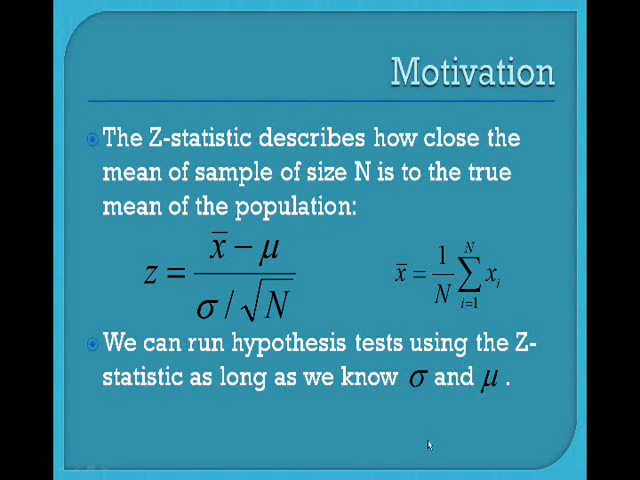 Motivation
The Z-statistic describes how close the
mean of sample of size N is to the true
mean of the population:
z = (x̄ − μ) / (σ / √N)
x̄ = 1/N ∑_{i=1}^{N} x_i
We can run hypothesis tests using the Z-
statistic as long as we know σ and μ .